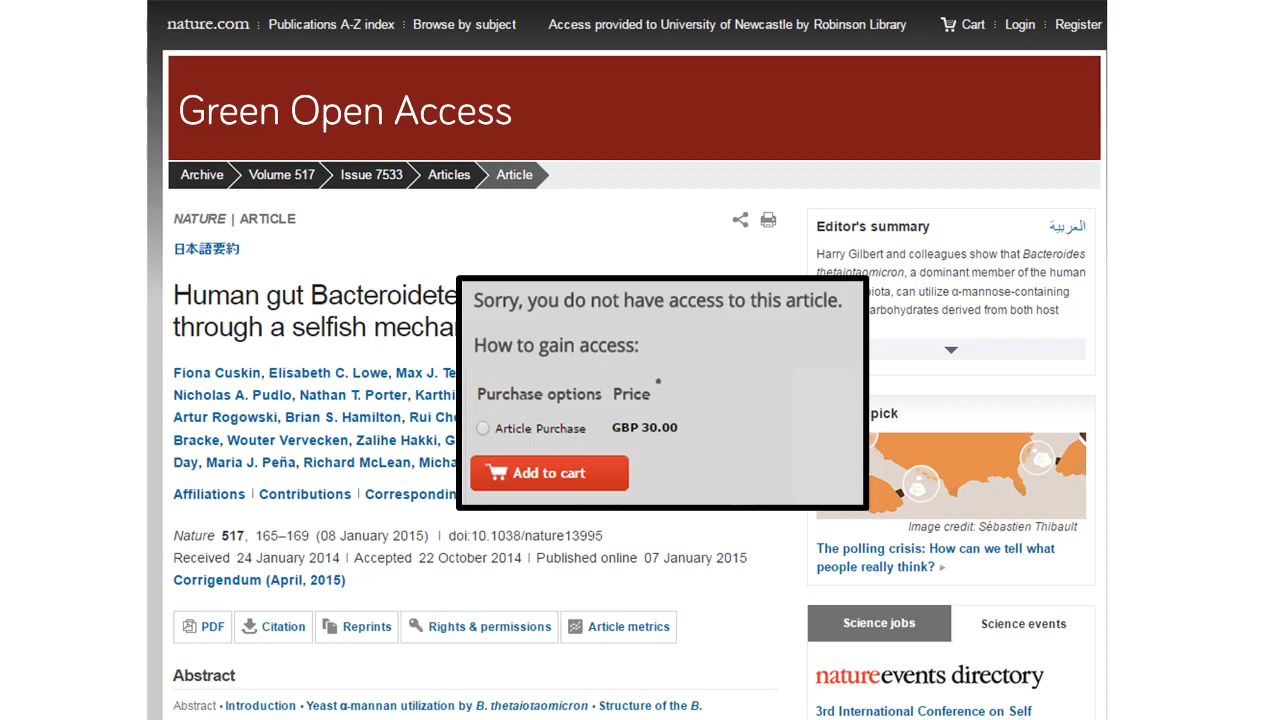 nature.com : Publications A-Z index : Browse by subject
Access provided to University of Newcastle by Robinson Library
Cart : Login : Register
Green Open Access
Archive
Volume 517
Issue 7533
Articles
Article
NATURE | ARTICLE
日本語要約
Human gut Bacteroidete
through a selfish mecha
Fiona Cuskin, Elisabeth C. Lowe, Max J. Te
Nicholas A. Pudlo, Nathan T. Porter, Karthi
Artur Rogowski, Brian S. Hamilton, Rui Che
Bracke, Wouter Vervecken, Zalihe Hakki, G
Day, Maria J. Peña, Richard McLean, Micha
Affiliations | Contributions | Correspondin
Sorry, you do not have access to this article.
How to gain access:
Purchase options Price *
Article Purchase GBP 30.00
Add to cart
Nature 517, 165–169 (08 January 2015) | doi:10.1038/nature13995
Received 24 January 2014 | Accepted 22 October 2014 | Published online 07 January 2015
Corrigendum (April, 2015)
PDF
Citation
Reprints
Rights & permissions
Article metrics
Abstract
Abstract • Introduction • Yeast α-mannan utilization by B. thetaiotaomicron • Structure of the B.
Editor's summary
العربية
Harry Gilbert and colleagues show that Bacteroides
thetaiotaomicron, a dominant member of the human
iota, can utilize α-mannose-containing
arbohydrates derived from both host
pick
Image credit: Sébastien Thibault
The polling crisis: How can we tell what
people really think? ▸
Science jobs
Science events
natureevents directory
3rd International Conference on Self